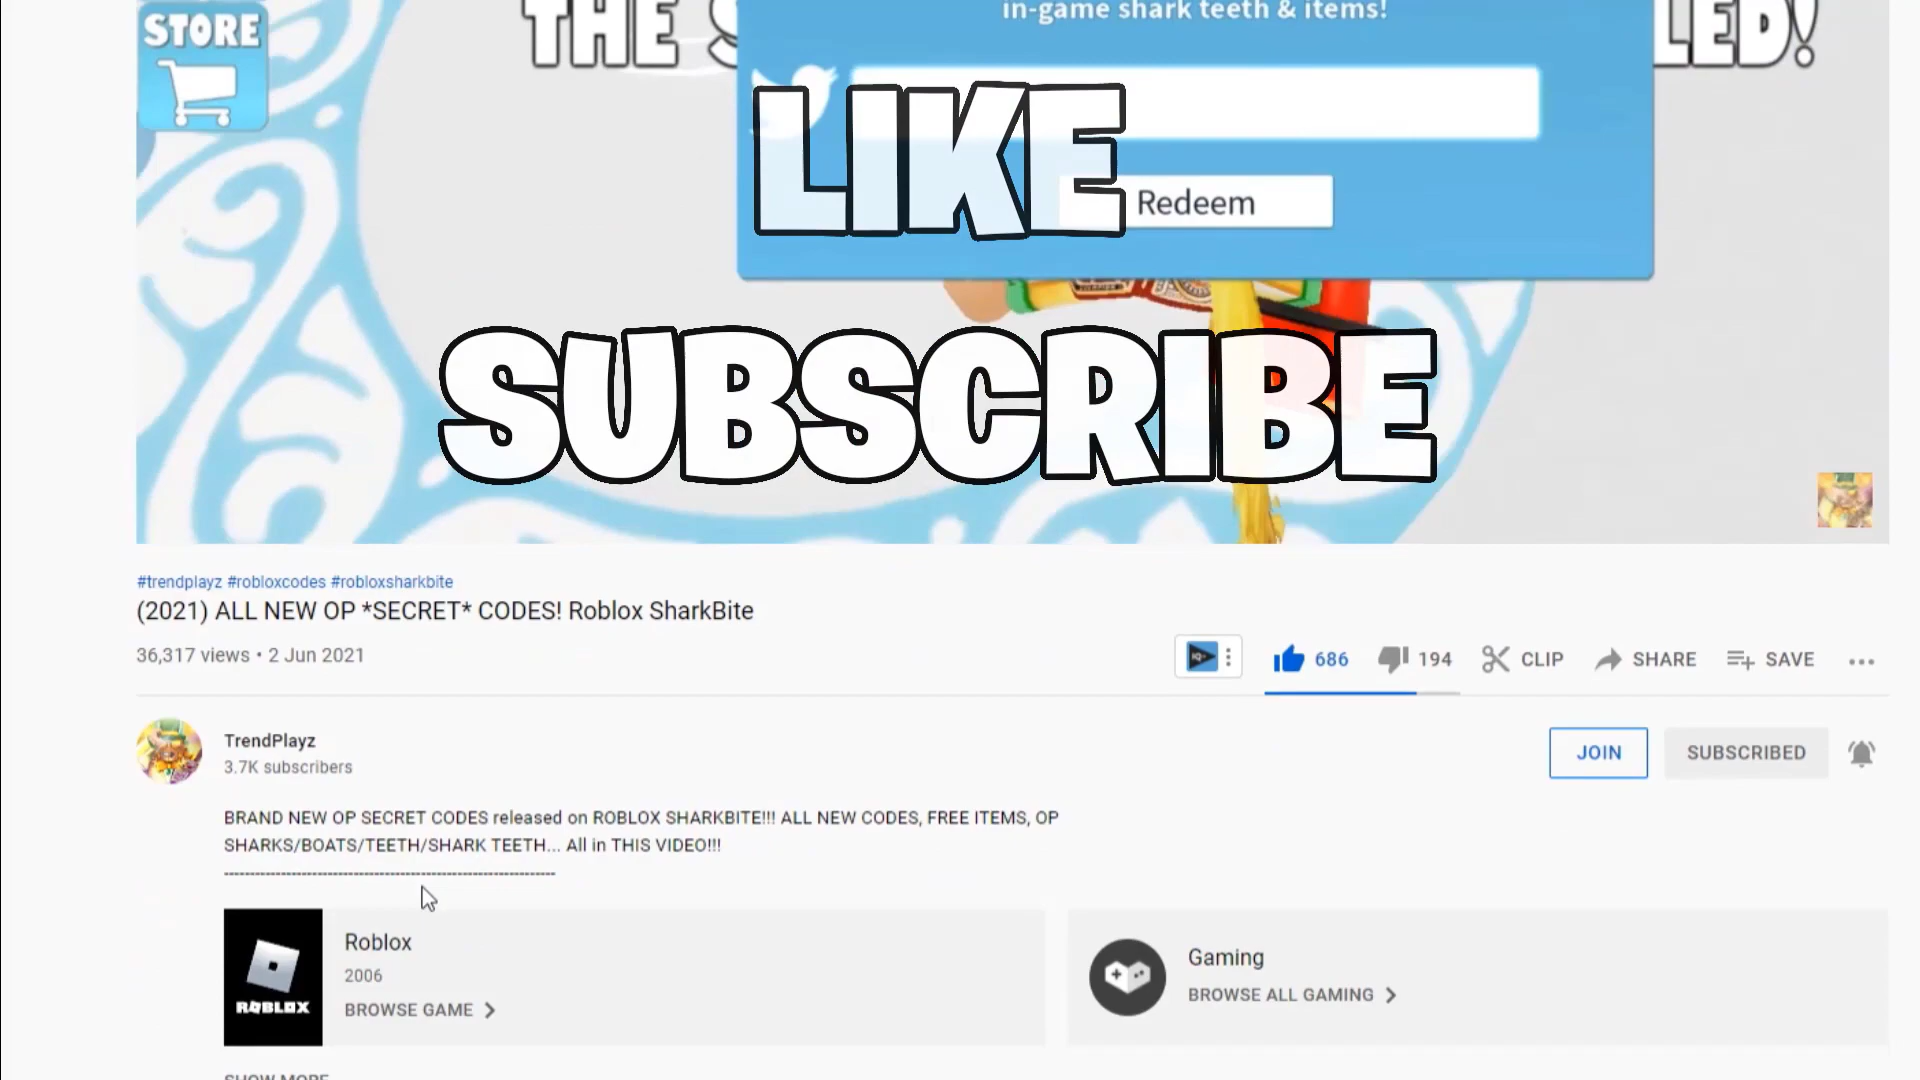 STORE
THE S
in-game shark teeth & items!
LED!
LIKE
Redeem
SUBSCRIBE
#trendplayz #robloxcodes #robloxsharkbite
(2021) ALL NEW OP *SECRET* CODES! Roblox SharkBite
36,317 views • 2 Jun 2021
IQ
686
194
CLIP
SHARE
SAVE
TrendPlayz
3.7K subscribers
JOIN
SUBSCRIBED
BRAND NEW OP SECRET CODES released on ROBLOX SHARKBITE!!! ALL NEW CODES, FREE ITEMS, OP
SHARKS/BOATS/TEETH/SHARK TEETH... All in THIS VIDEO!!!
----------------------------------------------------------------
Roblox
2006
BROWSE GAME
ROBLOX
Gaming
BROWSE ALL GAMING
SHOW MORE